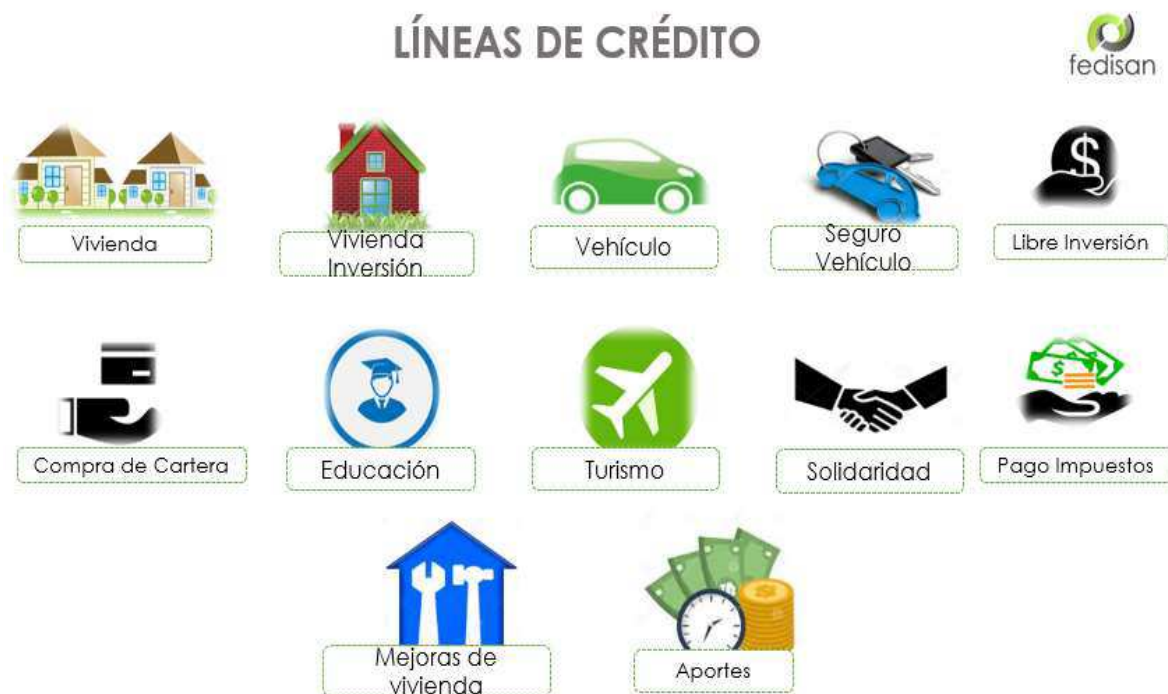 LÍNEAS DE CRÉDITO
fedisan
Vivienda
Vivienda
Inversión
Vehículo
Seguro
Vehículo
Libre Inversión
Compra de Cartera
Educación
Turismo
Solidaridad
Pago Impuestos
Mejoras de
vivienda
Aportes